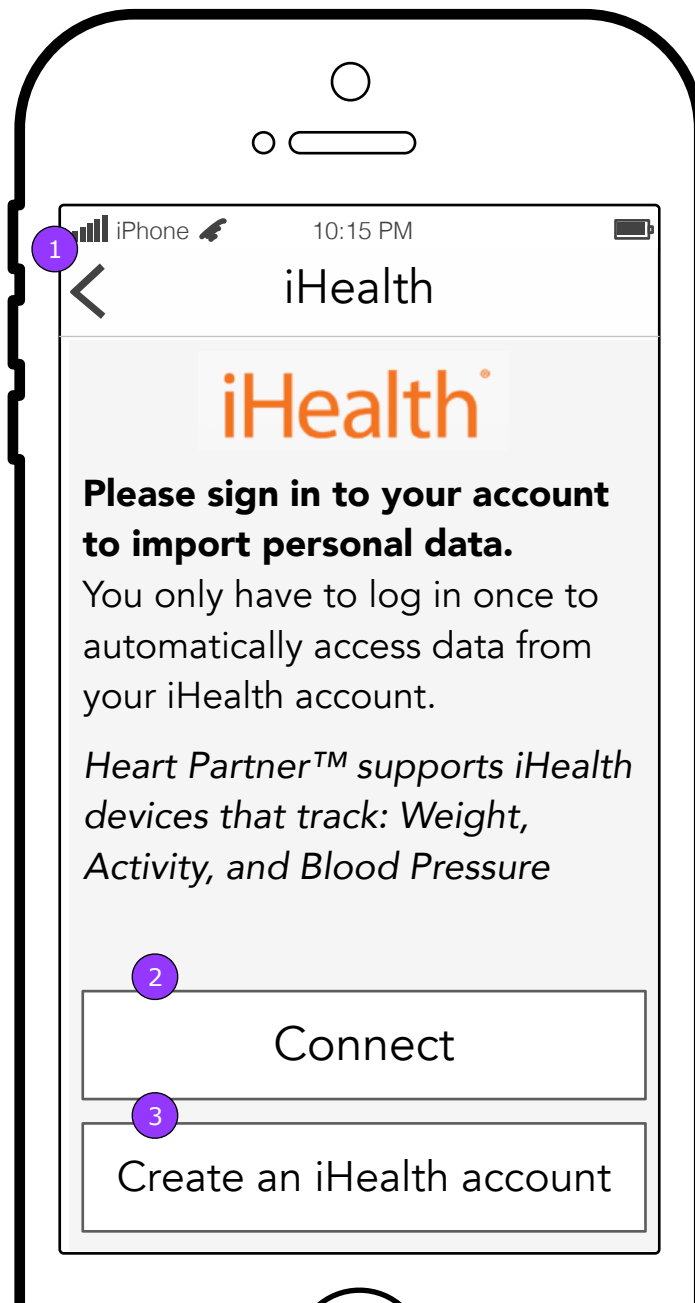 iPhone 10:15 PM
1
iHealth
iHealth®
Please sign in to your account
to import personal data.
You only have to log in once to
automatically access data from
your iHealth account.
Heart Partner™ supports iHealth
devices that track: Weight,
Activity, and Blood Pressure
2
Connect
3
Create an iHealth account